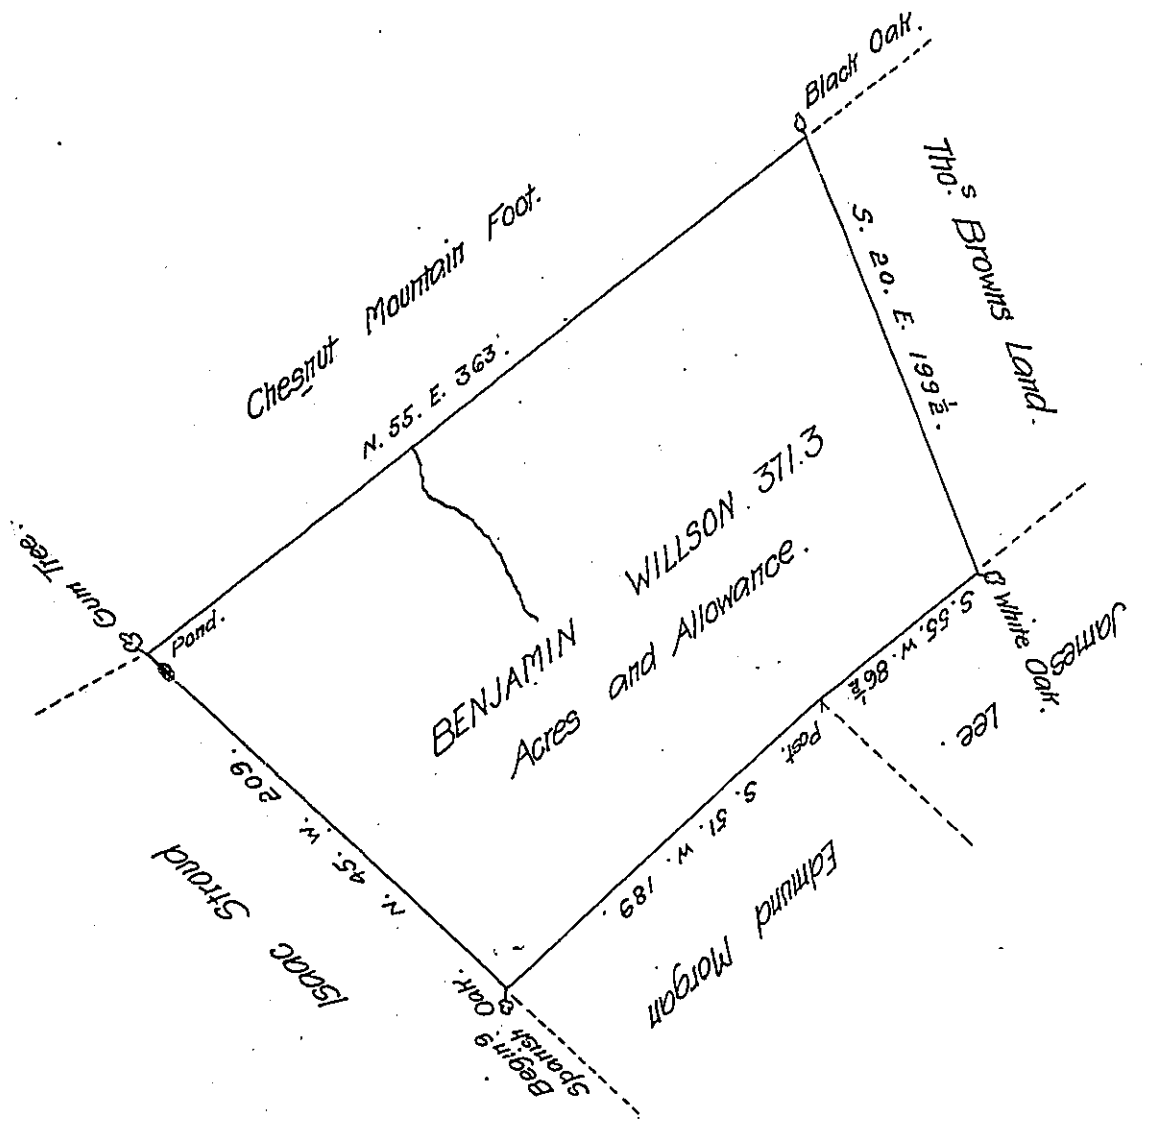 Black Oak.
Tho.s Browns Land.
S. 20. E. 199½.
Chesnut Mountain Foot.
N. 55. E. 363.
Gum Tree.
Pond.
BENJAMIN WILLSON. 371.3
Acres and Allowance.
White Oak.
S. 55. W. 86½
James Lee.
Post.
S. 51. W. 189.
Edmund Morgan
N. 45. W. 209.
Isaac Stroud
Begin.g Spanish Oak.